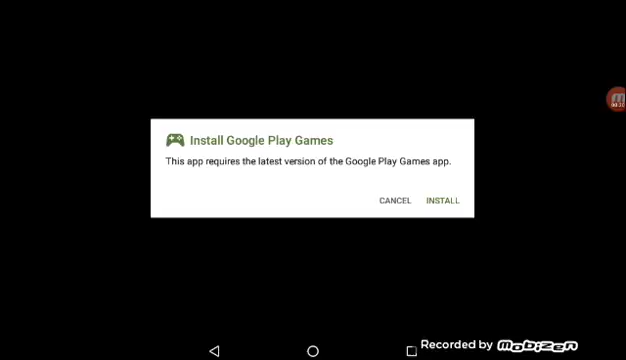 Install Google Play Games
This app requires the latest version of the Google Play Games app.
CANCEL INSTALL
Recorded by mobizen